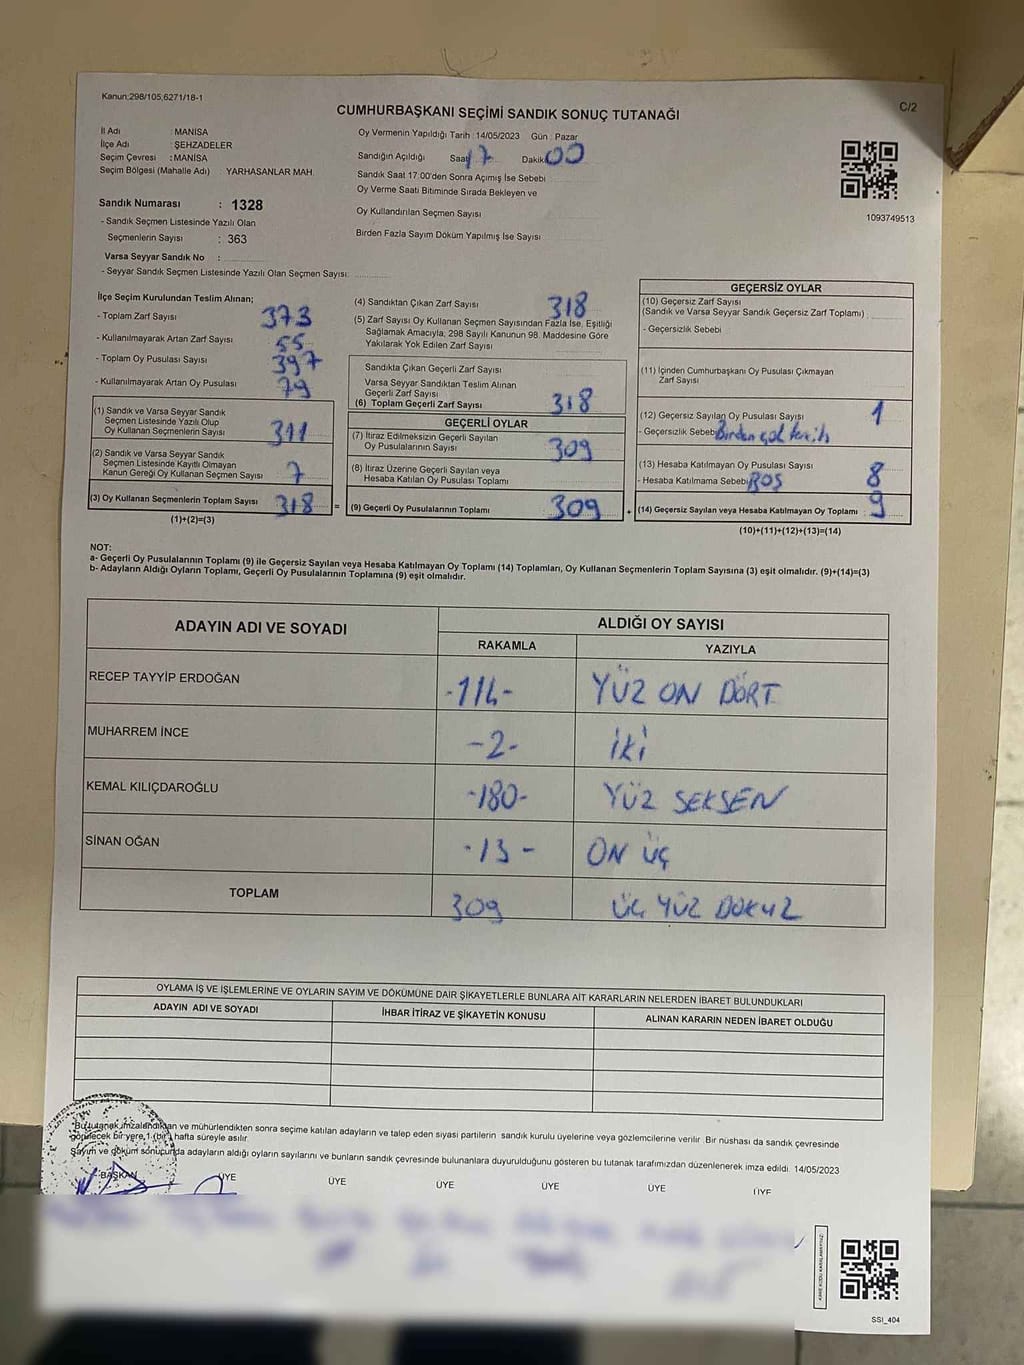 Kanun;298/105,6271/18-1
CUMHURBAŞKANI SEÇİMİ SANDIK SONUÇ TUTANAĞI
C/2
İl Adı : MANİSA
İlçe Adı : ŞEHZADELER
Seçim Çevresi : MANİSA
Seçim Bölgesi (Mahalle Adı) YARHASANLAR MAH.
Sandık Numarası : 1328
- Sandık Seçmen Listesinde Yazılı Olan
Seçmenlerin Sayısı : 363
Varsa Seyyar Sandık No :
- Seyyar Sandık Seçmen Listesinde Yazılı Olan Seçmen Sayısı:
Oy Vermenin Yapıldığı Tarih : 14/05/2023 Gün : Pazar
Sandığın Açıldığı Saat 17 Dakika 00
Sandık Saat 17:00'den Sonra Açımış İse Sebebi
Oy Verme Saati Bitiminde Sırada Bekleyen ve
Oy Kullandırılan Seçmen Sayısı
Birden Fazla Sayım Döküm Yapılmış İse Sayısı
1093749513
İlçe Seçim Kurulundan Teslim Alınan;
- Toplam Zarf Sayısı 373
- Kullanılmayarak Artan Zarf Sayısı 55
- Toplam Oy Pusulası Sayısı 397
- Kullanılmayarak Artan Oy Pusulası 79
(1) Sandık ve Varsa Seyyar Sandık
Seçmen Listesinde Yazılı Olup
Oy Kullanan Seçmenlerin Sayısı 311
(2) Sandık ve Varsa Seyyar Sandık
Seçmen Listesinde Kayıtlı Olmayan
Kanun Gereği Oy Kullanan Seçmen Sayısı 7
(3) Oy Kullanan Seçmenlerin Toplam Sayısı 318 =
(1)+(2)=(3)
(4) Sandıktan Çıkan Zarf Sayısı 318
(5) Zarf Sayısı Oy Kullanan Seçmen Sayısından Fazla İse, Eşitliği
Sağlamak Amacıyla; 298 Sayılı Kanunun 98. Maddesine Göre
Yakılarak Yok Edilen Zarf Sayısı
Sandıkta Çıkan Geçerli Zarf Sayısı
Varsa Seyyar Sandıktan Teslim Alınan
Geçerli Zarf Sayısı
(6) Toplam Geçerli Zarf Sayısı 318
GEÇERLİ OYLAR
(7) İtiraz Edilmeksizin Geçerli Sayılan
Oy Pusulalarının Sayısı 309
(8) İtiraz Üzerine Geçerli Sayılan veya
Hesaba Katılan Oy Pusulası Toplamı
(9) Geçerli Oy Pusulalarının Toplamı 309 +
GEÇERSİZ OYLAR
(10) Geçersiz Zarf Sayısı
(Sandık ve Varsa Seyyar Sandık Geçersiz Zarf Toplamı)
- Geçersizlik Sebebi
(11) İçinden Cumhurbaşkanı Oy Pusulası Çıkmayan
Zarf Sayısı
(12) Geçersiz Sayılan Oy Pusulası Sayısı 1
- Geçersizlik Sebebi Birden çok tercih
(13) Hesaba Katılmayan Oy Pusulası Sayısı 8
- Hesaba Katılmama Sebebi BOŞ
(14) Geçersiz Sayılan veya Hesaba Katılmayan Oy Toplamı : 9
(10)+(11)+(12)+(13)=(14)
NOT:
a- Geçerli Oy Pusulalarının Toplamı (9) ile Geçersiz Sayılan veya Hesaba Katılmayan Oy Toplamı (14) Toplamları, Oy Kullanan Seçmenlerin Toplam Sayısına (3) eşit olmalıdır. (9)+(14)=(3)
b- Adayların Aldığı Oyların Toplamı, Geçerli Oy Pusulalarının Toplamına (9) eşit olmalıdır.
ADAYIN ADI VE SOYADI
ALDIĞI OY SAYISI
RAKAMLA YAZIYLA
RECEP TAYYİP ERDOĞAN -114- YÜZ ON DÖRT
MUHARREM İNCE -2- İKİ
KEMAL KILIÇDAROĞLU -180- YÜZ SEKSEN
SİNAN OĞAN -13- ON ÜÇ
TOPLAM 309 ÜÇ YÜZ DOKUZ
OYLAMA İŞ VE İŞLEMLERİNE VE OYLARIN SAYIM VE DÖKÜMÜNE DAİR ŞİKAYETLERLE BUNLARA AİT KARARLARIN NELERDEN İBARET BULUNDUKLARI
ADAYIN ADI VE SOYADI İHBAR İTİRAZ VE ŞİKAYETİN KONUSU ALINAN KARARIN NEDEN İBARET OLDUĞU
Bu tutanak imzalandıktan ve mühürlendikten sonra seçime katılan adayların ve talep eden siyasi partilerin sandık kurulu üyelerine veya gözlemcilerine verilir. Bir nüshası da sandık çevresinde
görülecek bir yere 1 (bir) hafta süreyle asılır.
Sayım ve döküm sonucunda adayların aldığı oyların sayılarını ve bunların sandık çevresinde bulunanlara duyurulduğunu gösteren bu tutanak tarafımızdan düzenlenerek imza edildi. 14/05/2023
BAŞKAN ÜYE ÜYE ÜYE ÜYE ÜYE ÜYE
SSI_404